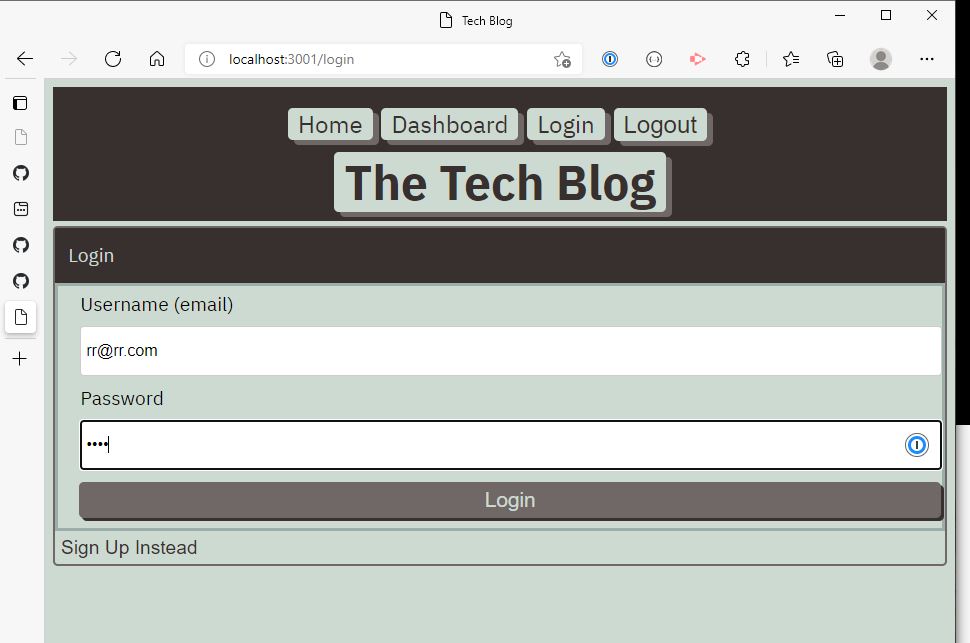 Tech Blog
localhost:3001/login
Home Dashboard Login Logout
The Tech Blog
Login
Username (email)
rr@rr.com
Password
••••
Login
Sign Up Instead